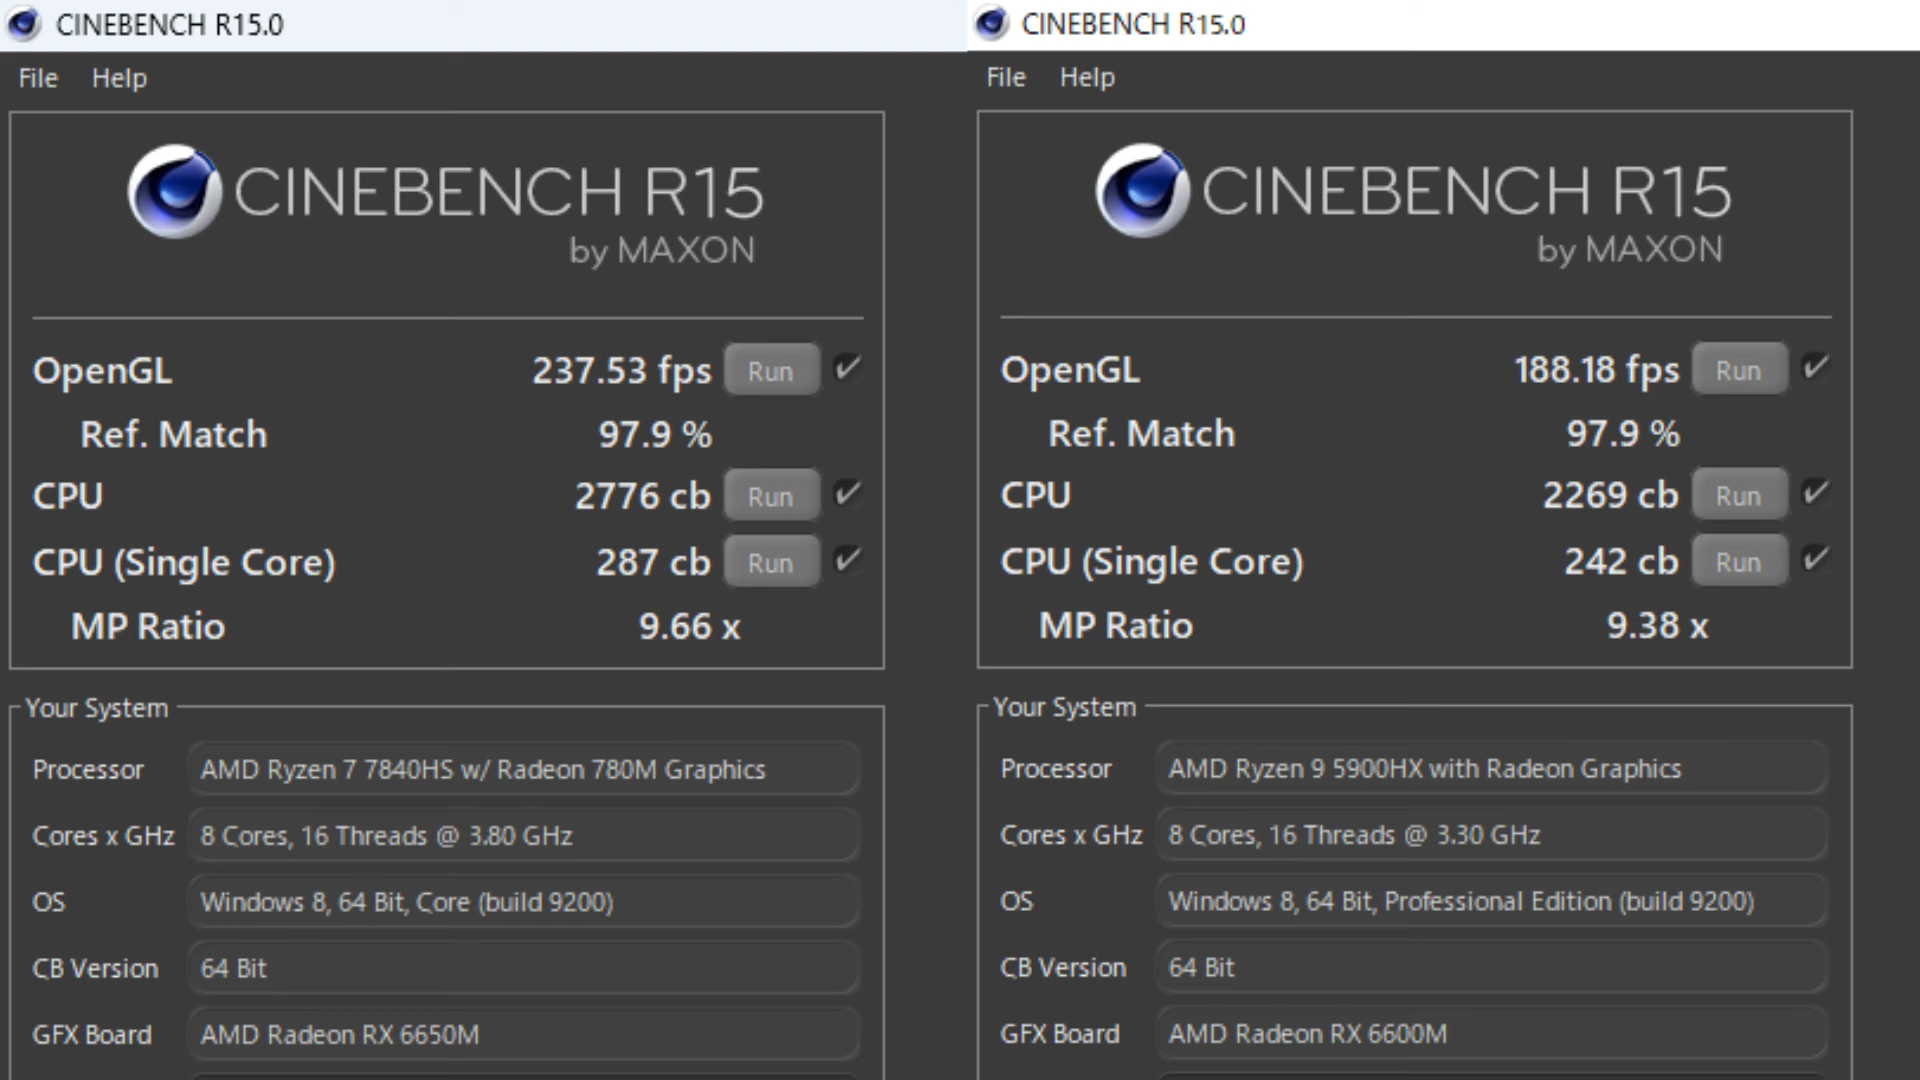 CINEBENCH R15.0
File Help
CINEBENCH R15
by MAXON
OpenGL 237.53 fps Run
Ref. Match 97.9 %
CPU 2776 cb Run
CPU (Single Core) 287 cb Run
MP Ratio 9.66 x
Your System
Processor AMD Ryzen 7 7840HS w/ Radeon 780M Graphics
Cores x GHz 8 Cores, 16 Threads @ 3.80 GHz
OS Windows 8, 64 Bit, Core (build 9200)
CB Version 64 Bit
GFX Board AMD Radeon RX 6650M
CINEBENCH R15.0
File Help
CINEBENCH R15
by MAXON
OpenGL 188.18 fps Run
Ref. Match 97.9 %
CPU 2269 cb Run
CPU (Single Core) 242 cb Run
MP Ratio 9.38 x
Your System
Processor AMD Ryzen 9 5900HX with Radeon Graphics
Cores x GHz 8 Cores, 16 Threads @ 3.30 GHz
OS Windows 8, 64 Bit, Professional Edition (build 9200)
CB Version 64 Bit
GFX Board AMD Radeon RX 6600M